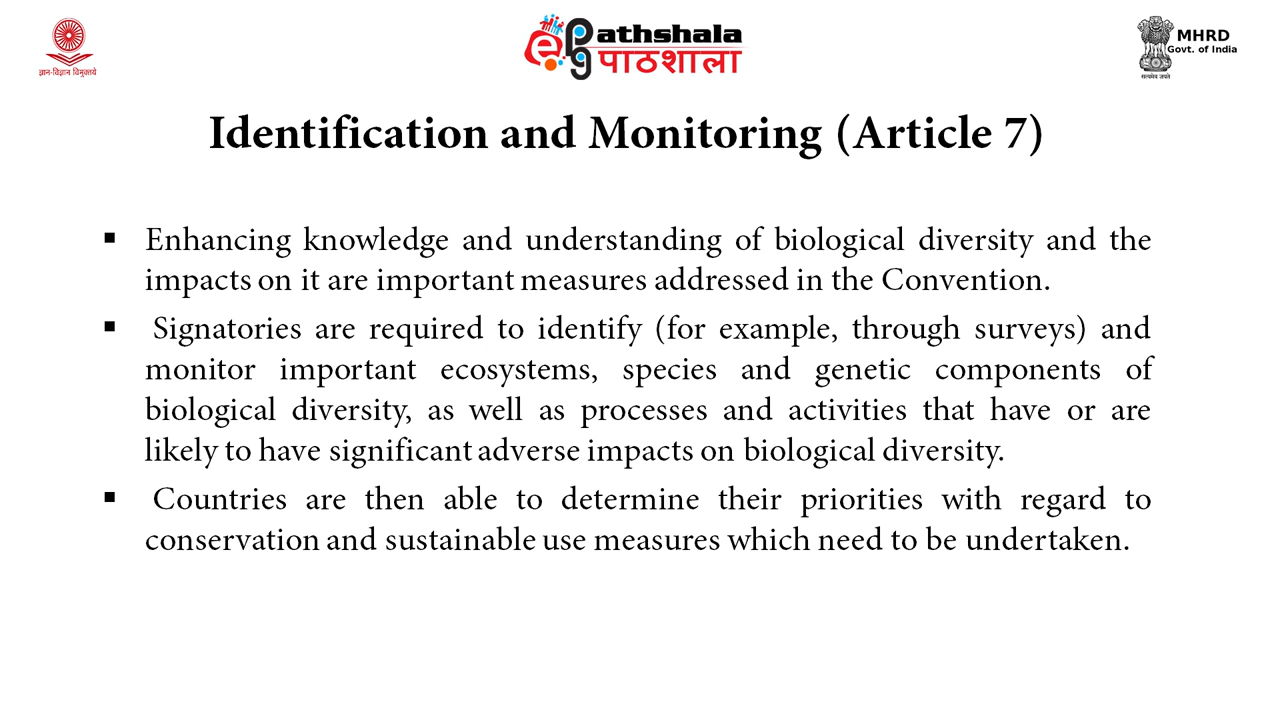 ज्ञान-विज्ञान विमुक्तये
ePGathshala
पाठशाला
MHRD
Govt. of India
सत्यमेव जयते
Identification and Monitoring (Article 7)
▪ Enhancing knowledge and understanding of biological diversity and the
impacts on it are important measures addressed in the Convention.
▪ Signatories are required to identify (for example, through surveys) and
monitor important ecosystems, species and genetic components of
biological diversity, as well as processes and activities that have or are
likely to have significant adverse impacts on biological diversity.
▪ Countries are then able to determine their priorities with regard to
conservation and sustainable use measures which need to be undertaken.